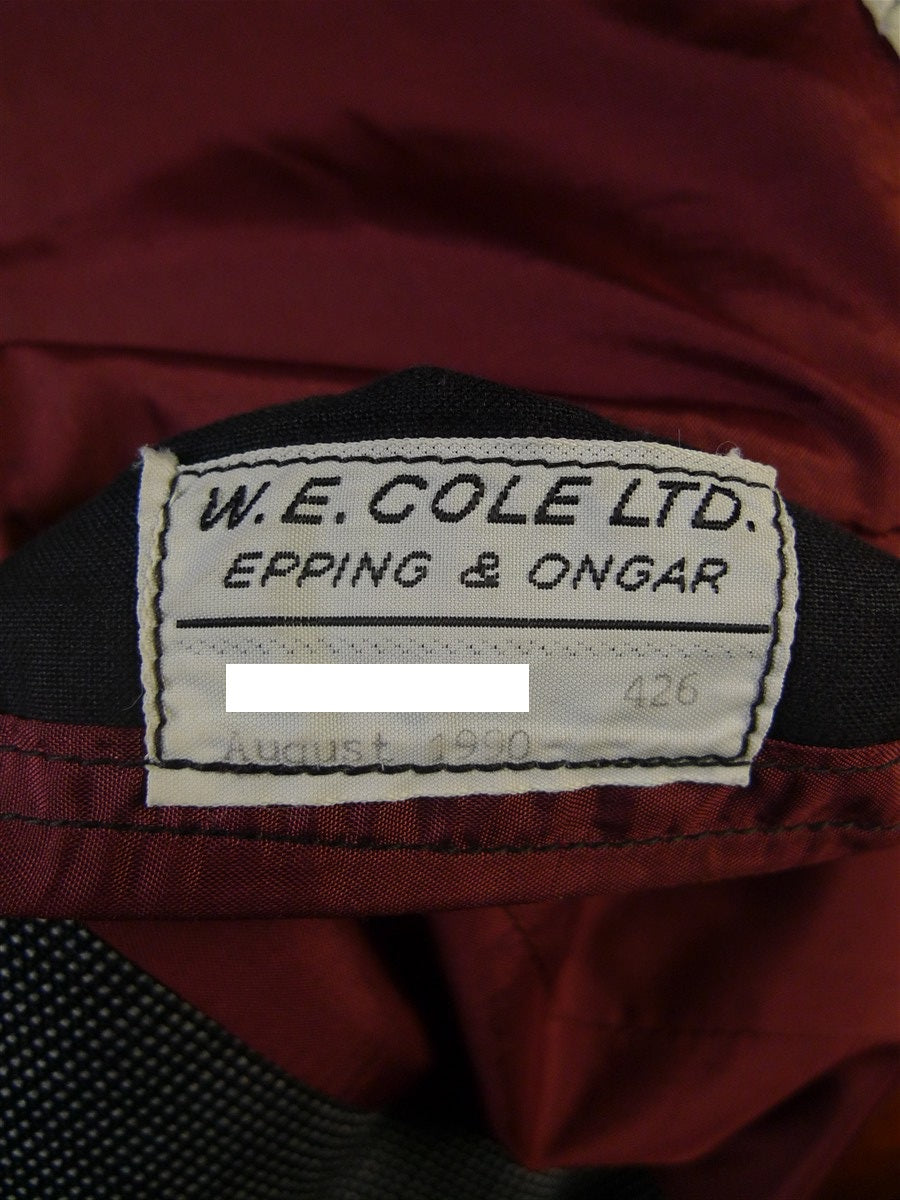 W. E. COLE LTD.
EPPING & ONGAR
426
August 1990